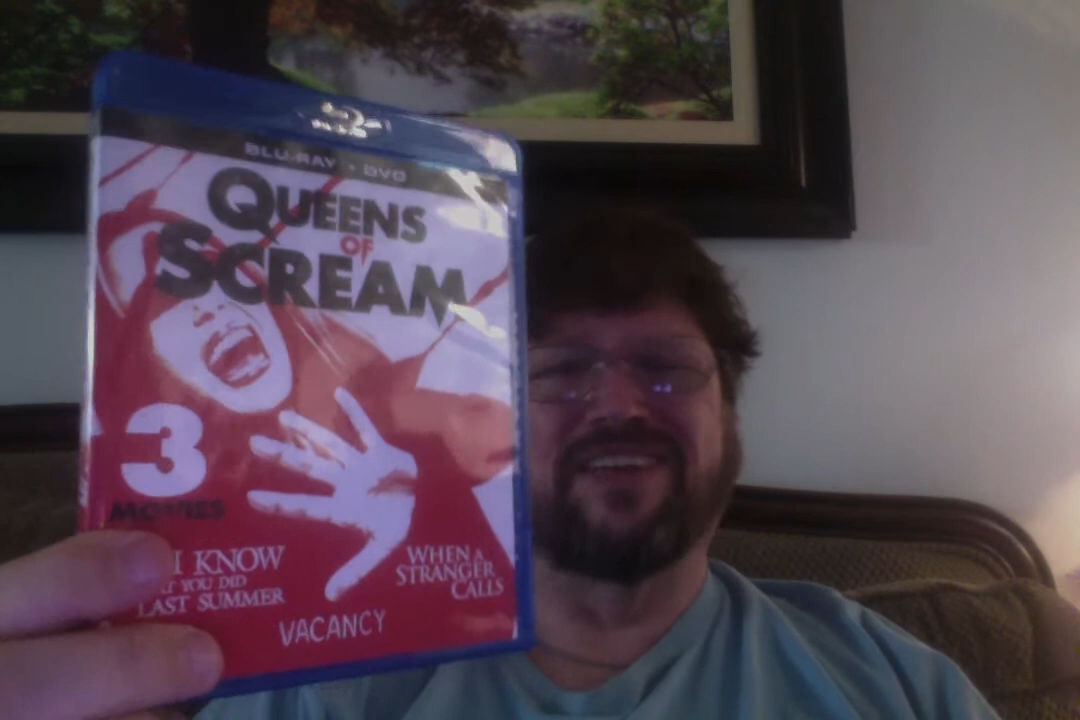 BLU-RAY + DVD
QUEENS
OF
SCREAM
3
MOVIES
I KNOW
YOU DID
LAST SUMMER
WHEN A
STRANGER
CALLS
VACANCY